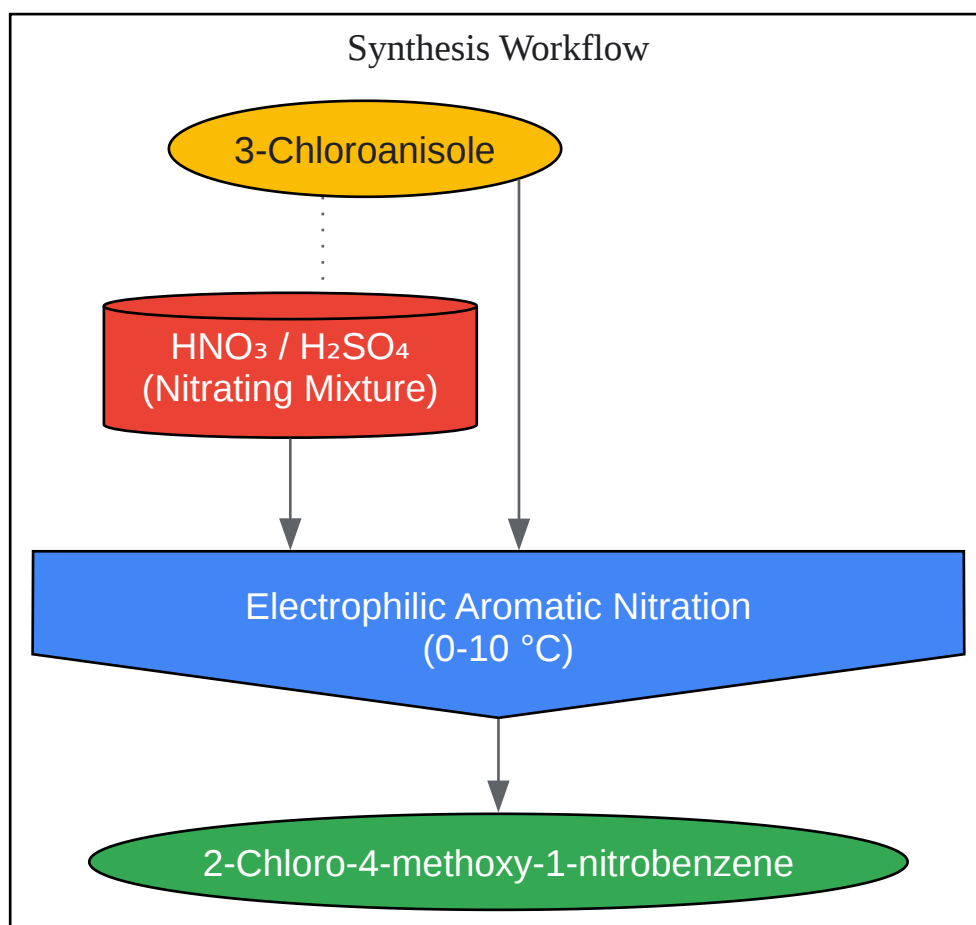 Synthesis Workflow
3-Chloroanisole
HNO₃ / H₂SO₄
(Nitrating Mixture)
Electrophilic Aromatic Nitration
(0-10 °C)
2-Chloro-4-methoxy-1-nitrobenzene